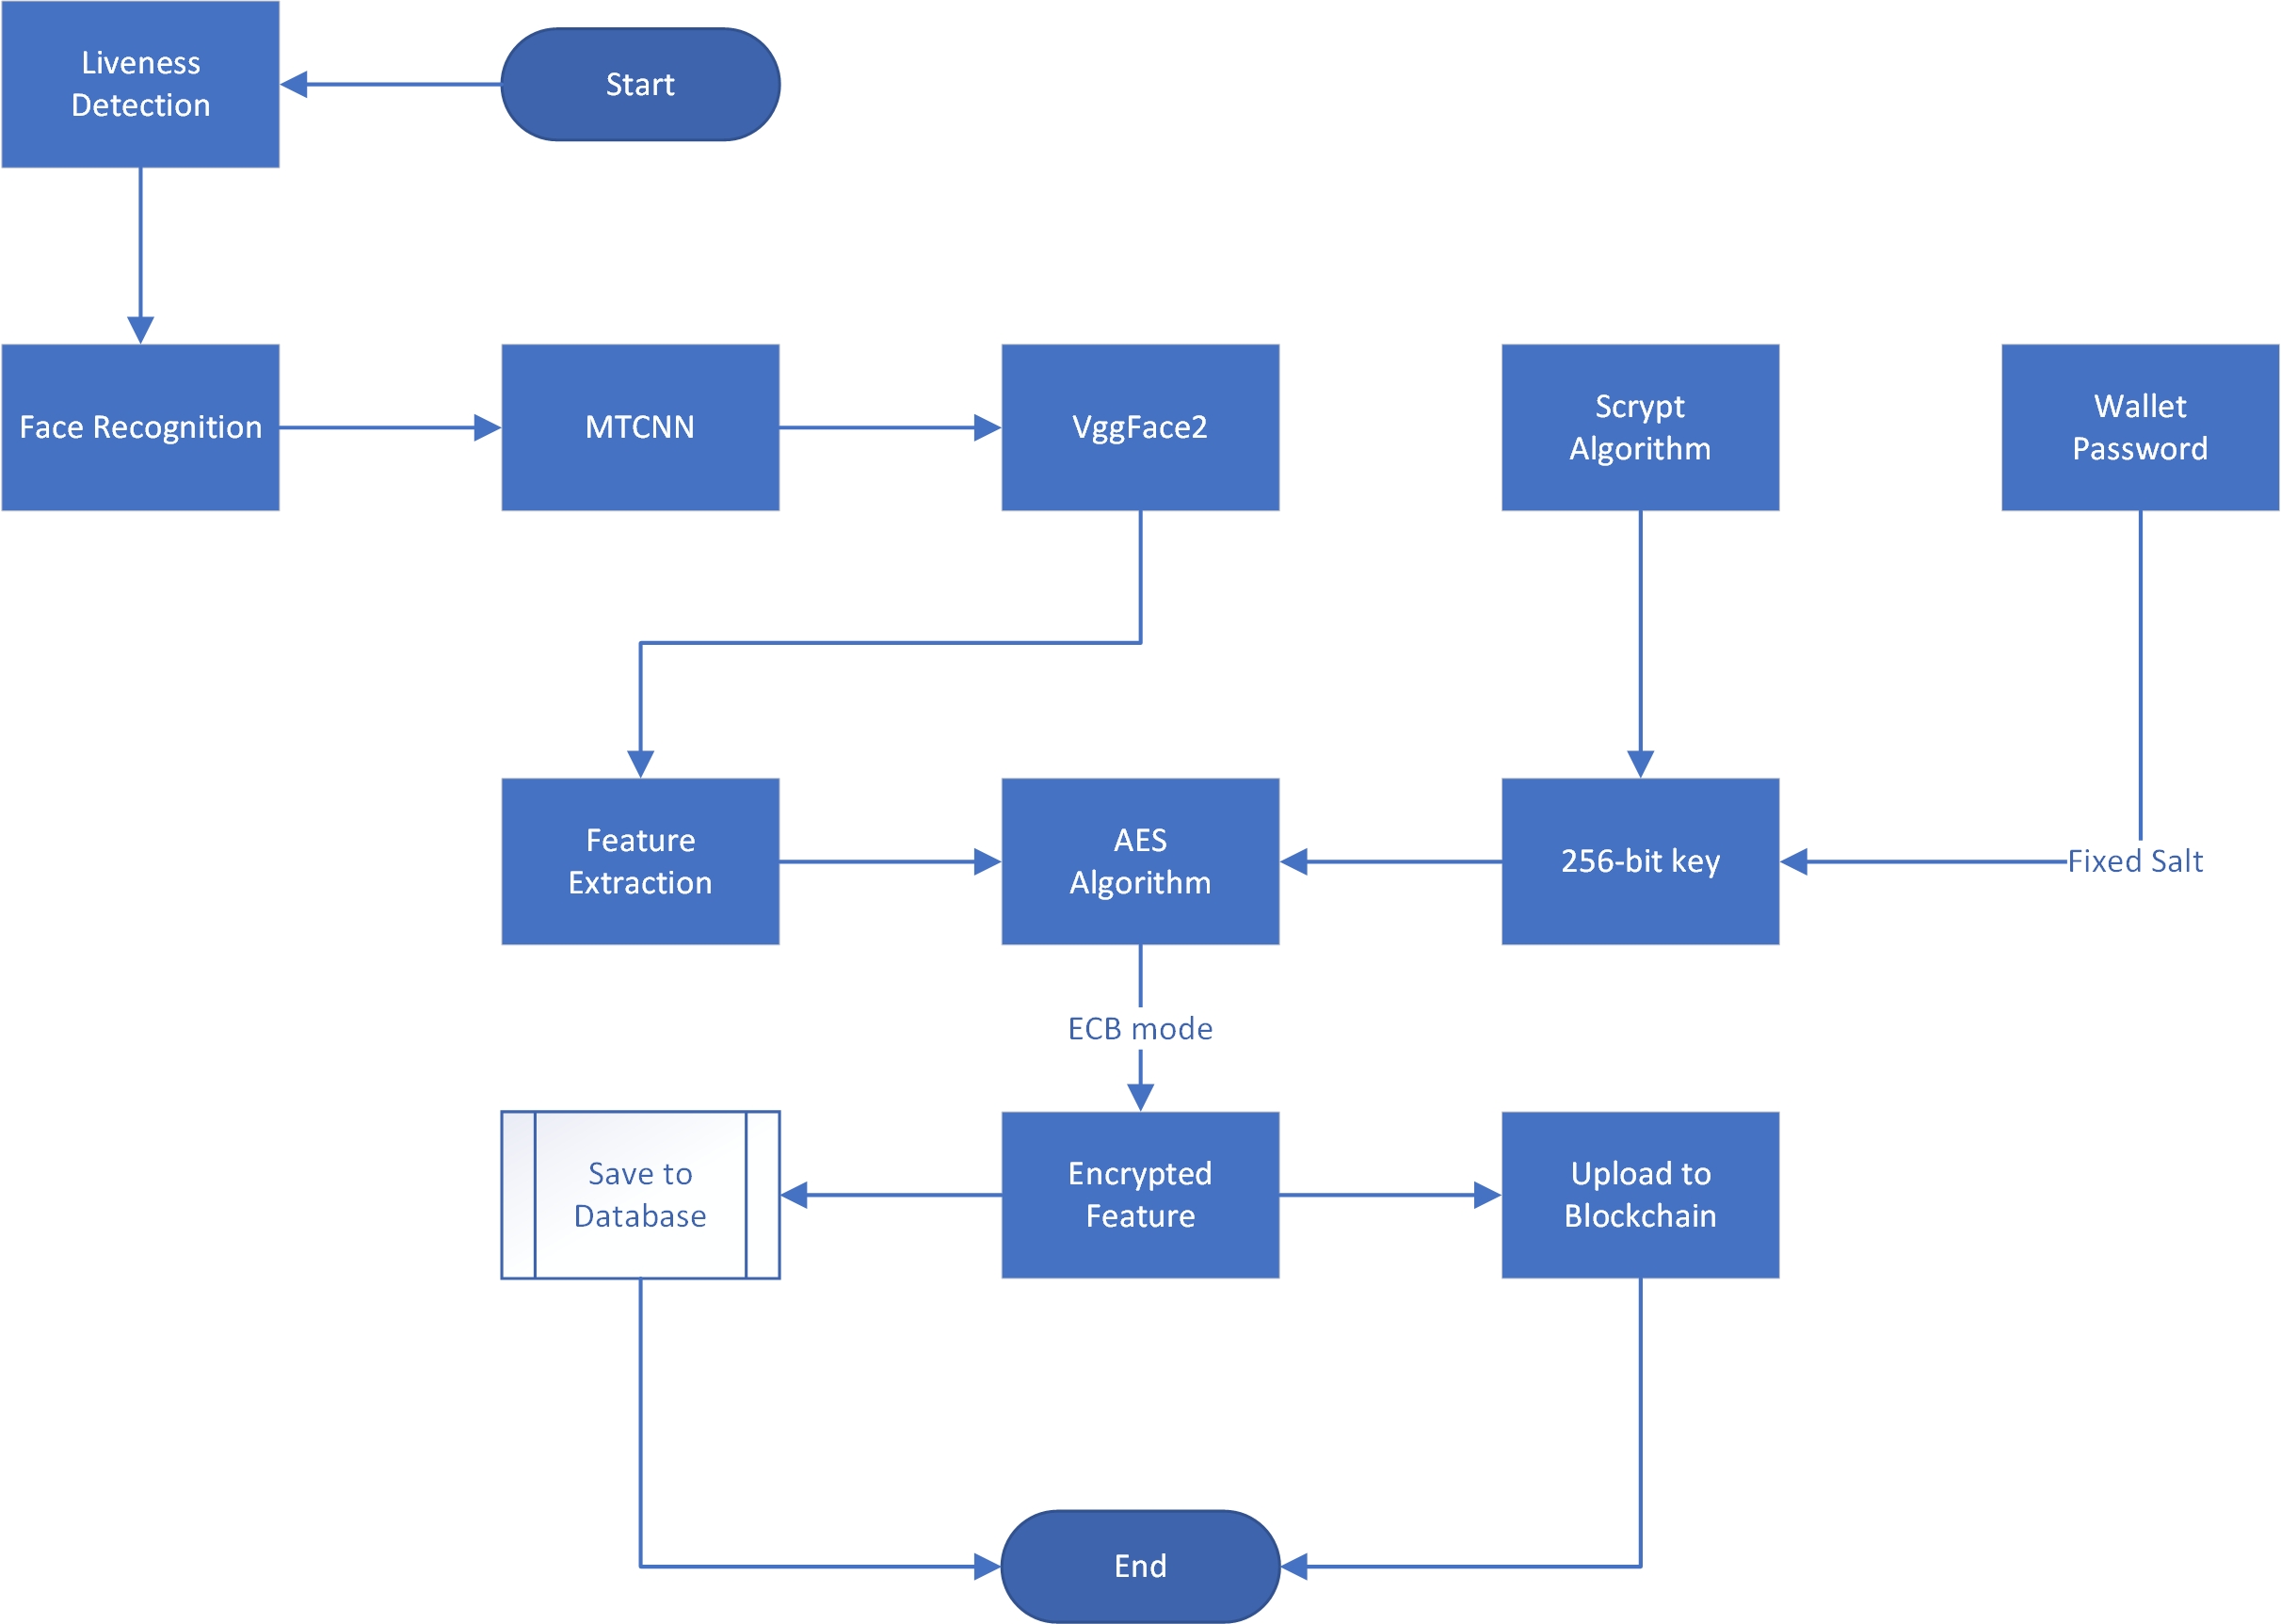 Liveness
Detection
Start
Face Recognition
MTCNN
VggFace2
Scrypt
Algorithm
Wallet
Password
Feature
Extraction
AES
Algorithm
256-bit key
Fixed Salt
ECB mode
Save to
Database
Encrypted
Feature
Upload to
Blockchain
End